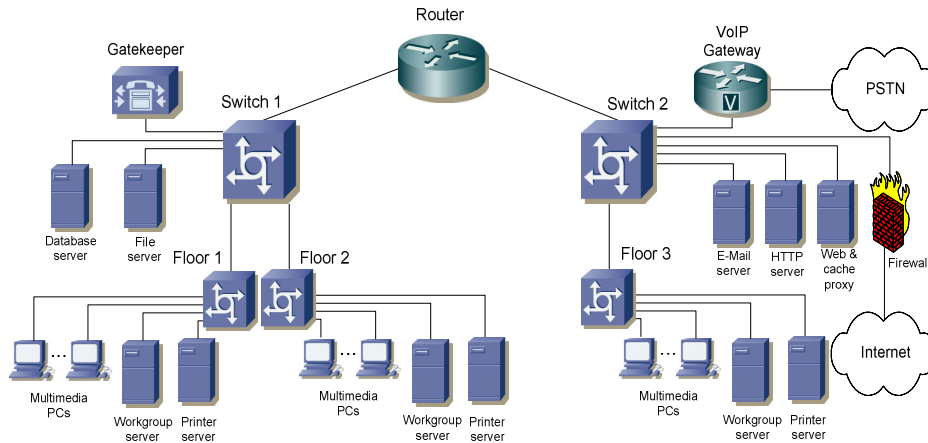 Router
VoIP
Gateway
Gatekeeper
PSTN
Switch 1
Switch 2
V
Database
server
File
server
E-Mail
server
HTTP
server
Web &
cache
proxy
Firewal
Floor 1
Floor 2
Floor 3
Internet
...
...
...
Multimedia
PCs
Workgroup
server
Printer
server
Multimedia
PCs
Workgroup
server
Printer
server
Multimedia
PCs
Workgroup
server
Printer
server